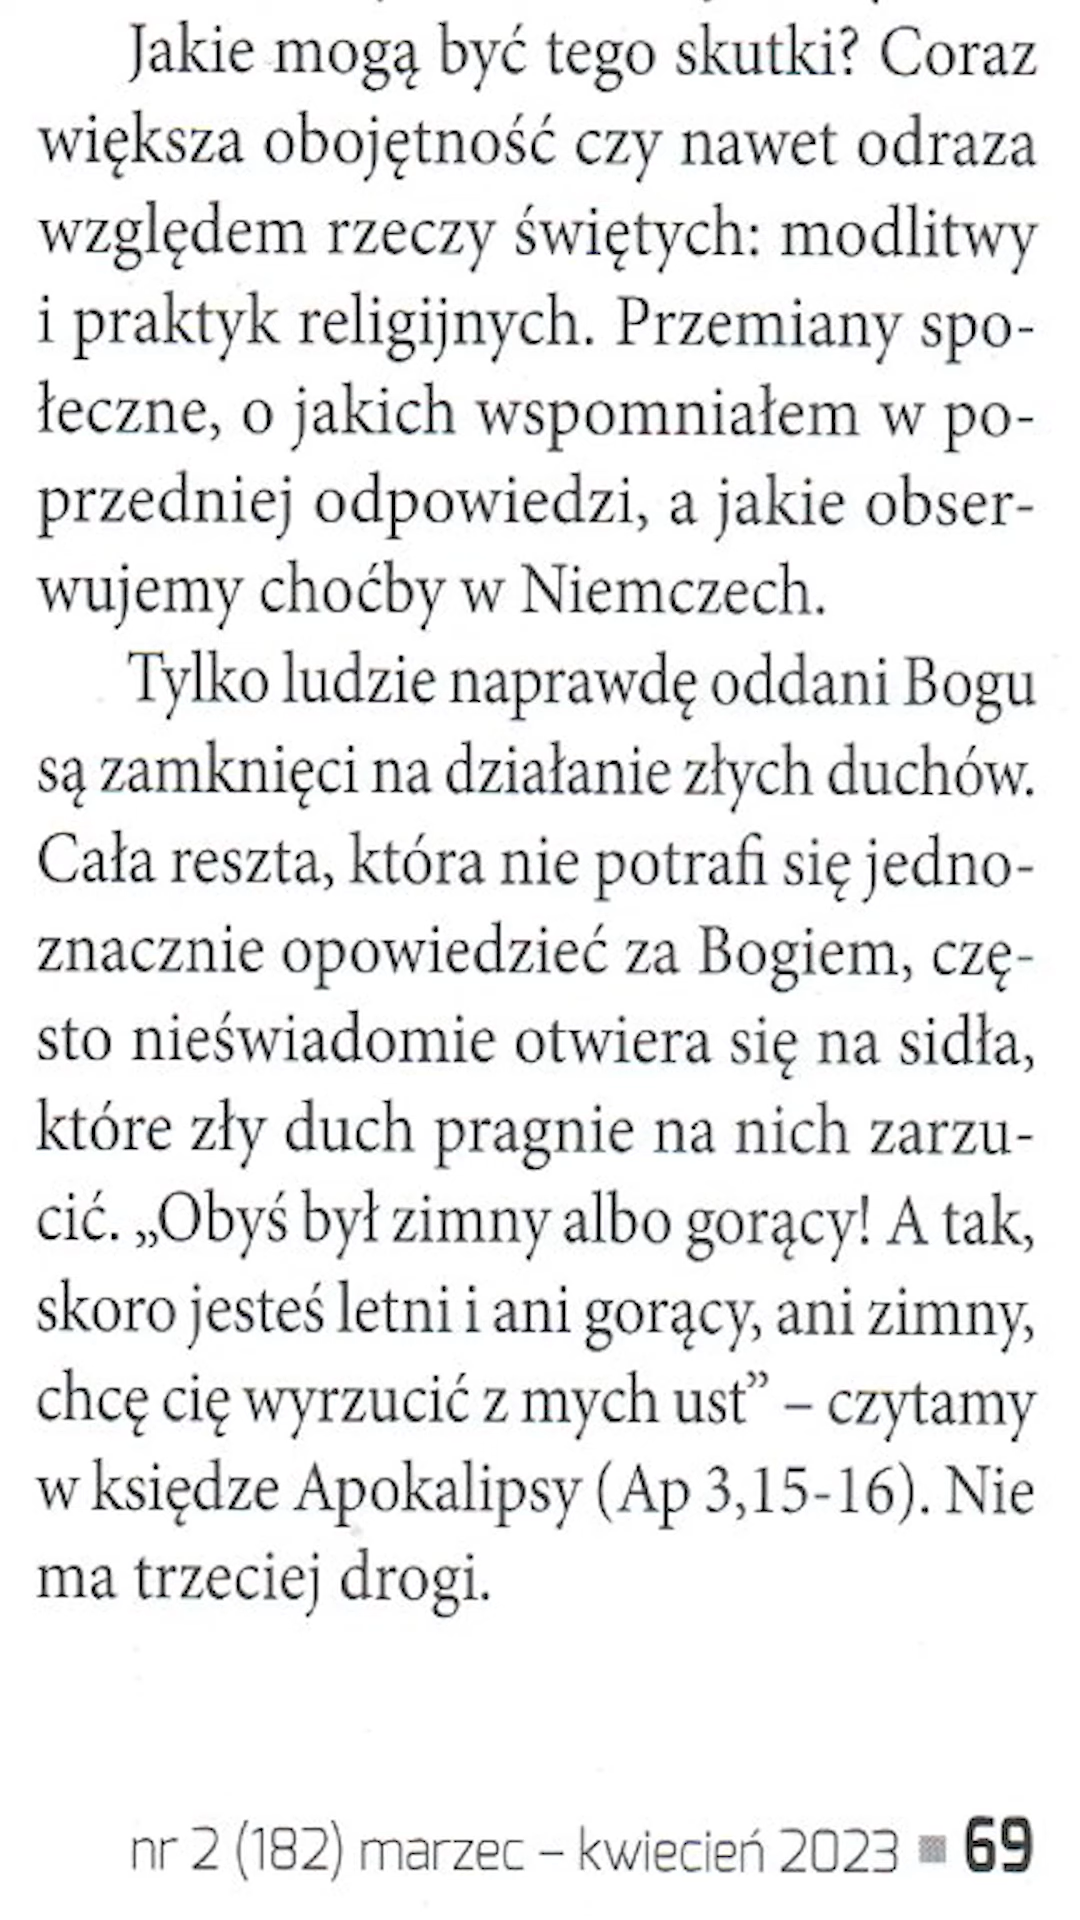 Jakie mogą być tego skutki? Coraz
większa obojętność czy nawet odraza
względem rzeczy świętych: modlitwy
i praktyk religijnych. Przemiany spo-
łeczne, o jakich wspomniałem w po-
przedniej odpowiedzi, a jakie obser-
wujemy choćby w Niemczech.
Tylko ludzie naprawdę oddani Bogu
są zamknięci na działanie złych duchów.
Cała reszta, która nie potrafi się jedno-
znacznie opowiedzieć za Bogiem, czę-
sto nieświadomie otwiera się na sidła,
które zły duch pragnie na nich zarzu-
cić. „Obyś był zimny albo gorący! A tak,
skoro jesteś letni i ani gorący, ani zimny,
chcę cię wyrzucić z mych ust” – czytamy
w księdze Apokalipsy (Ap 3,15-16). Nie
ma trzeciej drogi.
nr 2 (182) marzec – kwiecień 2023 ■ 69